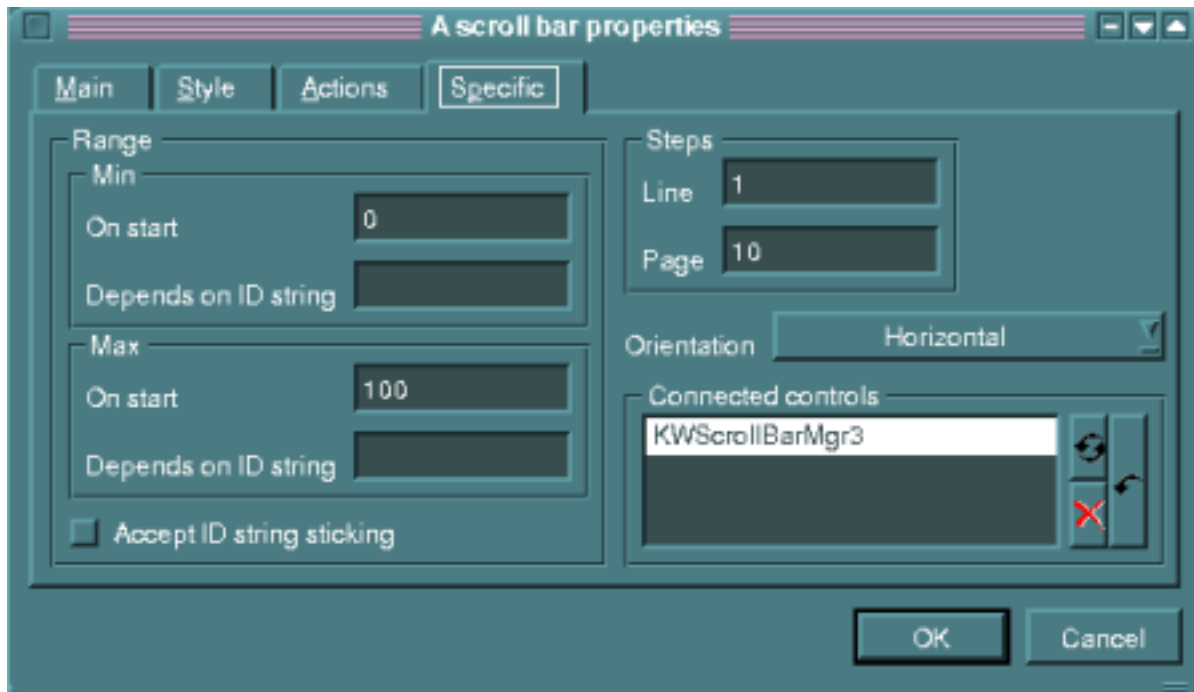 A scroll bar properties
Main
Style
Actions
Specific
Range
Min
On start
0
Depends on ID string
Max
On start
100
Depends on ID string
Accept ID string sticking
Steps
Line
1
Page
10
Orientation
Horizontal
Connected controls
KWScrollBarMgr3
OK
Cancel